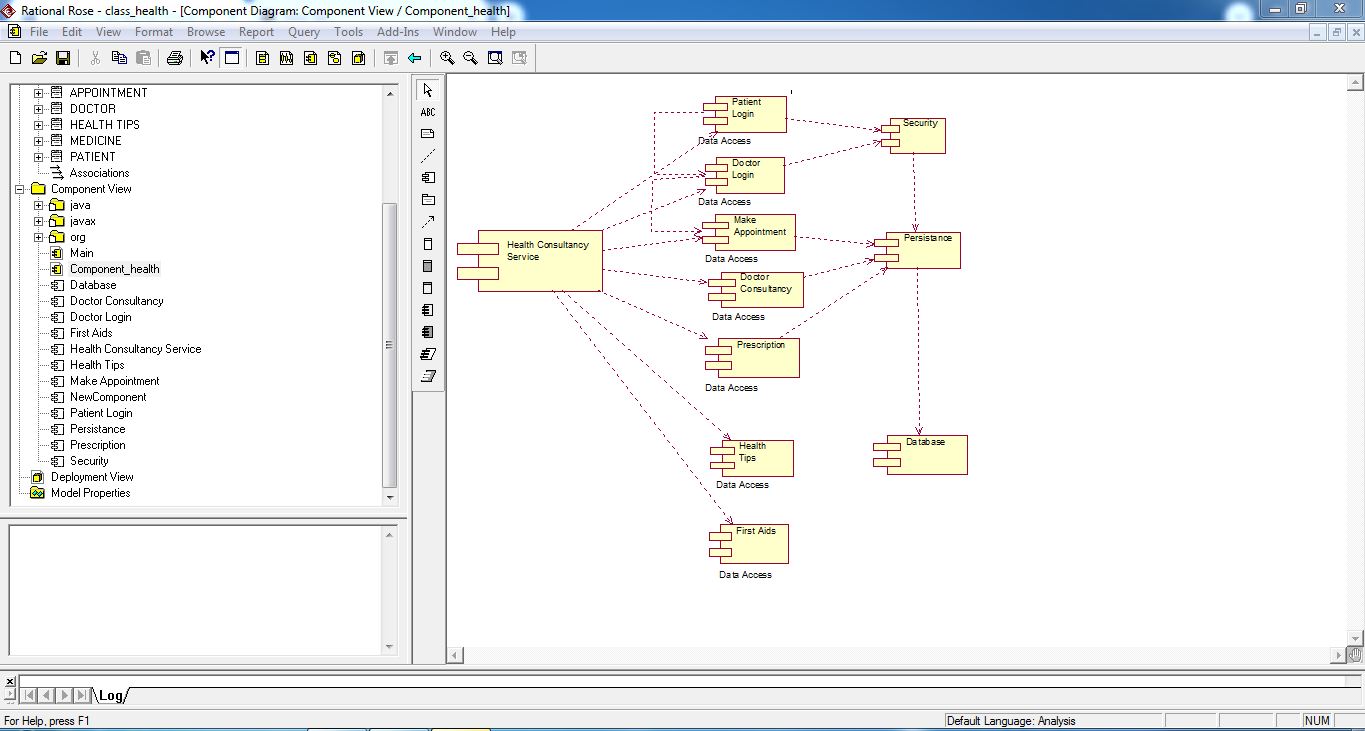 Rational Rose - class_health - [Component Diagram: Component View / Component_health]
File Edit View Format Browse Report Query Tools Add-Ins Window Help
APPOINTMENT
DOCTOR
HEALTH TIPS
MEDICINE
PATIENT
Associations
Component View
java
javax
org
Main
Component_health
Database
Doctor Consultancy
Doctor Login
First Aids
Health Consultancy Service
Health Tips
Make Appointment
NewComponent
Patient Login
Persistance
Prescription
Security
Deployment View
Model Properties
ABC
Patient
Login
Data Access
Security
Doctor
Login
Data Access
Make
Appointment
Data Access
Persistance
Health Consultancy
Service
Doctor
Consultancy
Data Access
Prescription
Data Access
Health
Tips
Data Access
Database
First Aids
Data Access
Log
For Help, press F1
Default Language: Analysis
NUM